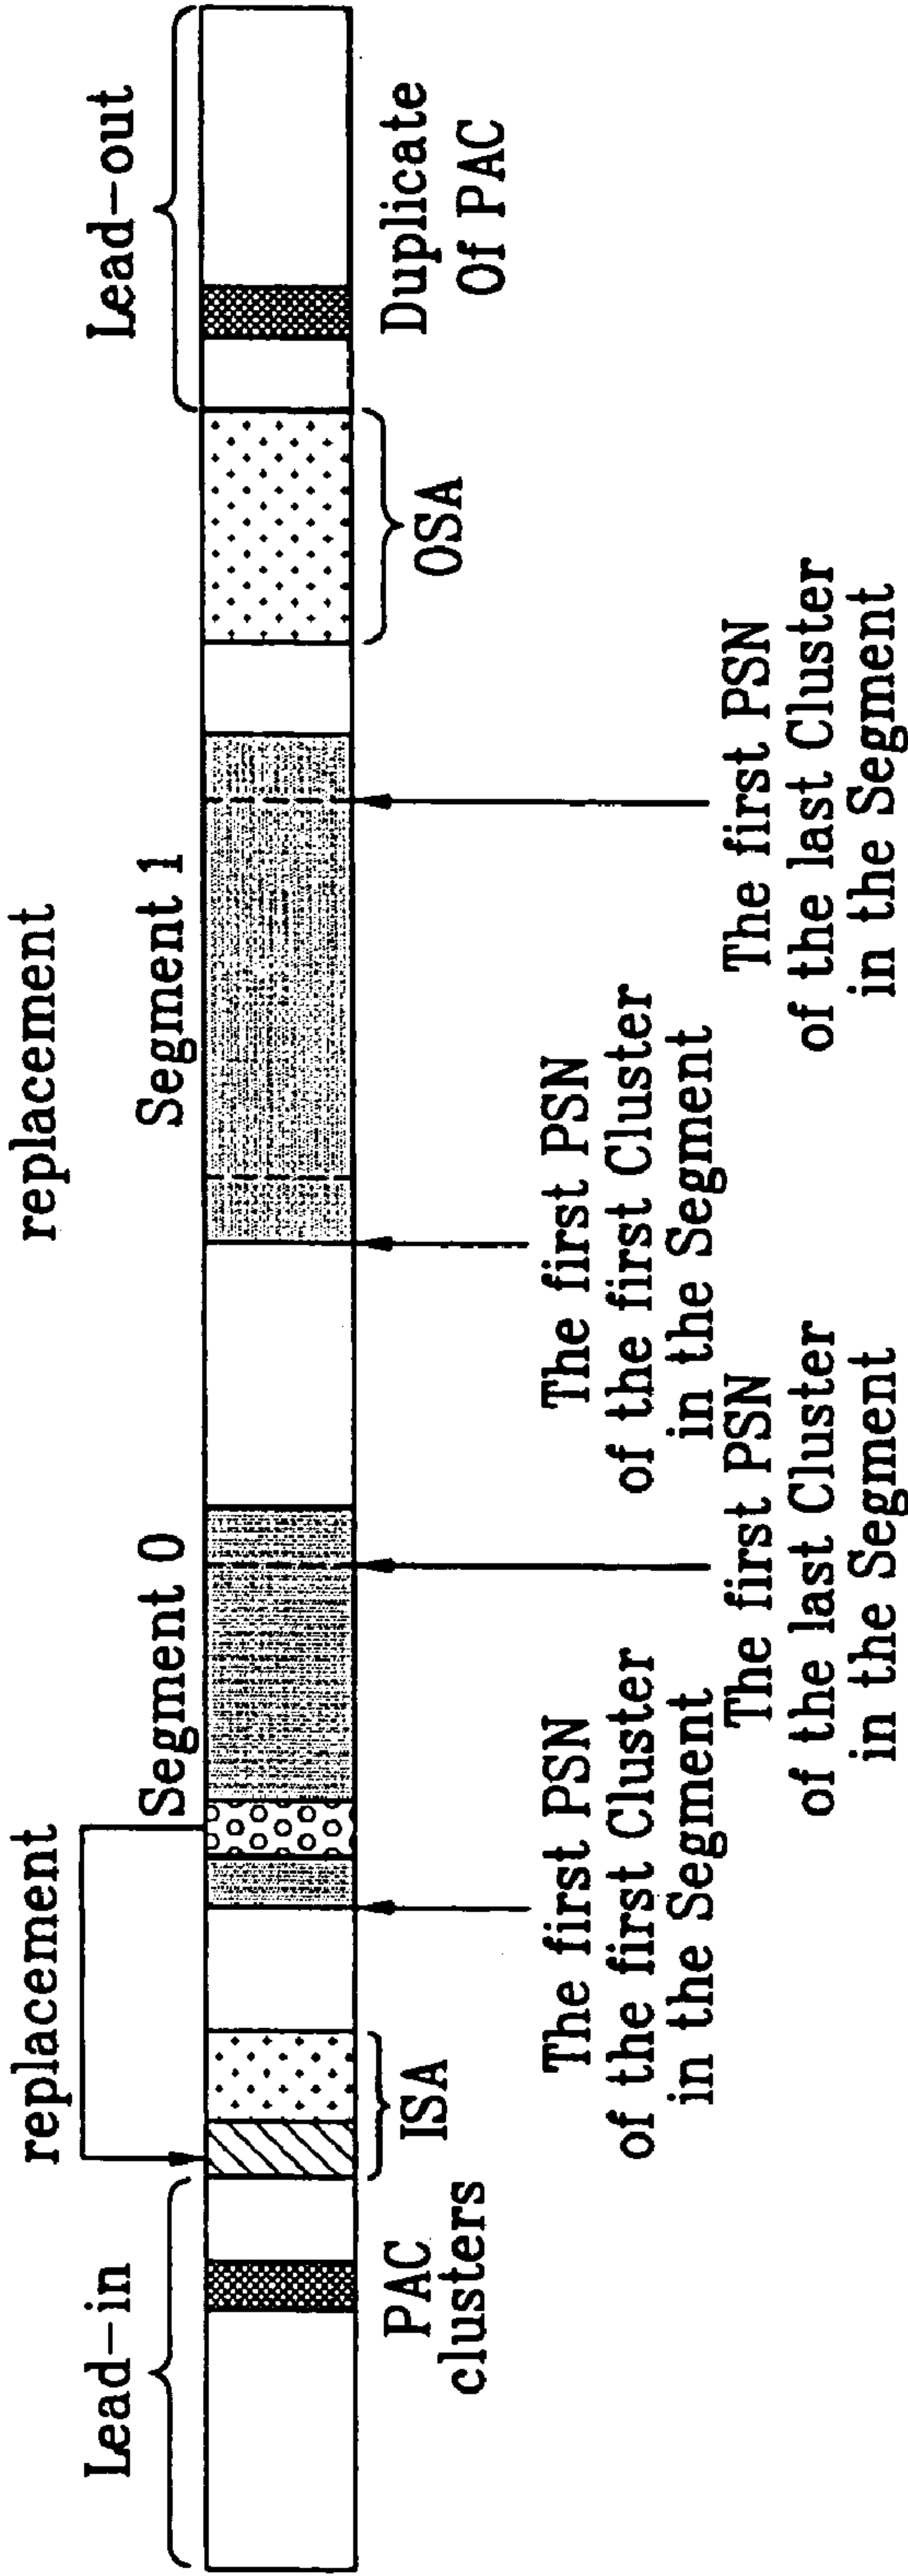 replacement
replacement
Lead-in
Segment 0
Segment 1
Lead-out
PAC
clusters
ISA
OSA
Duplicate
Of PAC
The first PSN
of the first Cluster
in the Segment
The first PSN
of the last Cluster
in the Segment
The first PSN
of the first Cluster
in the Segment
The first PSN
of the last Cluster
in the Segment